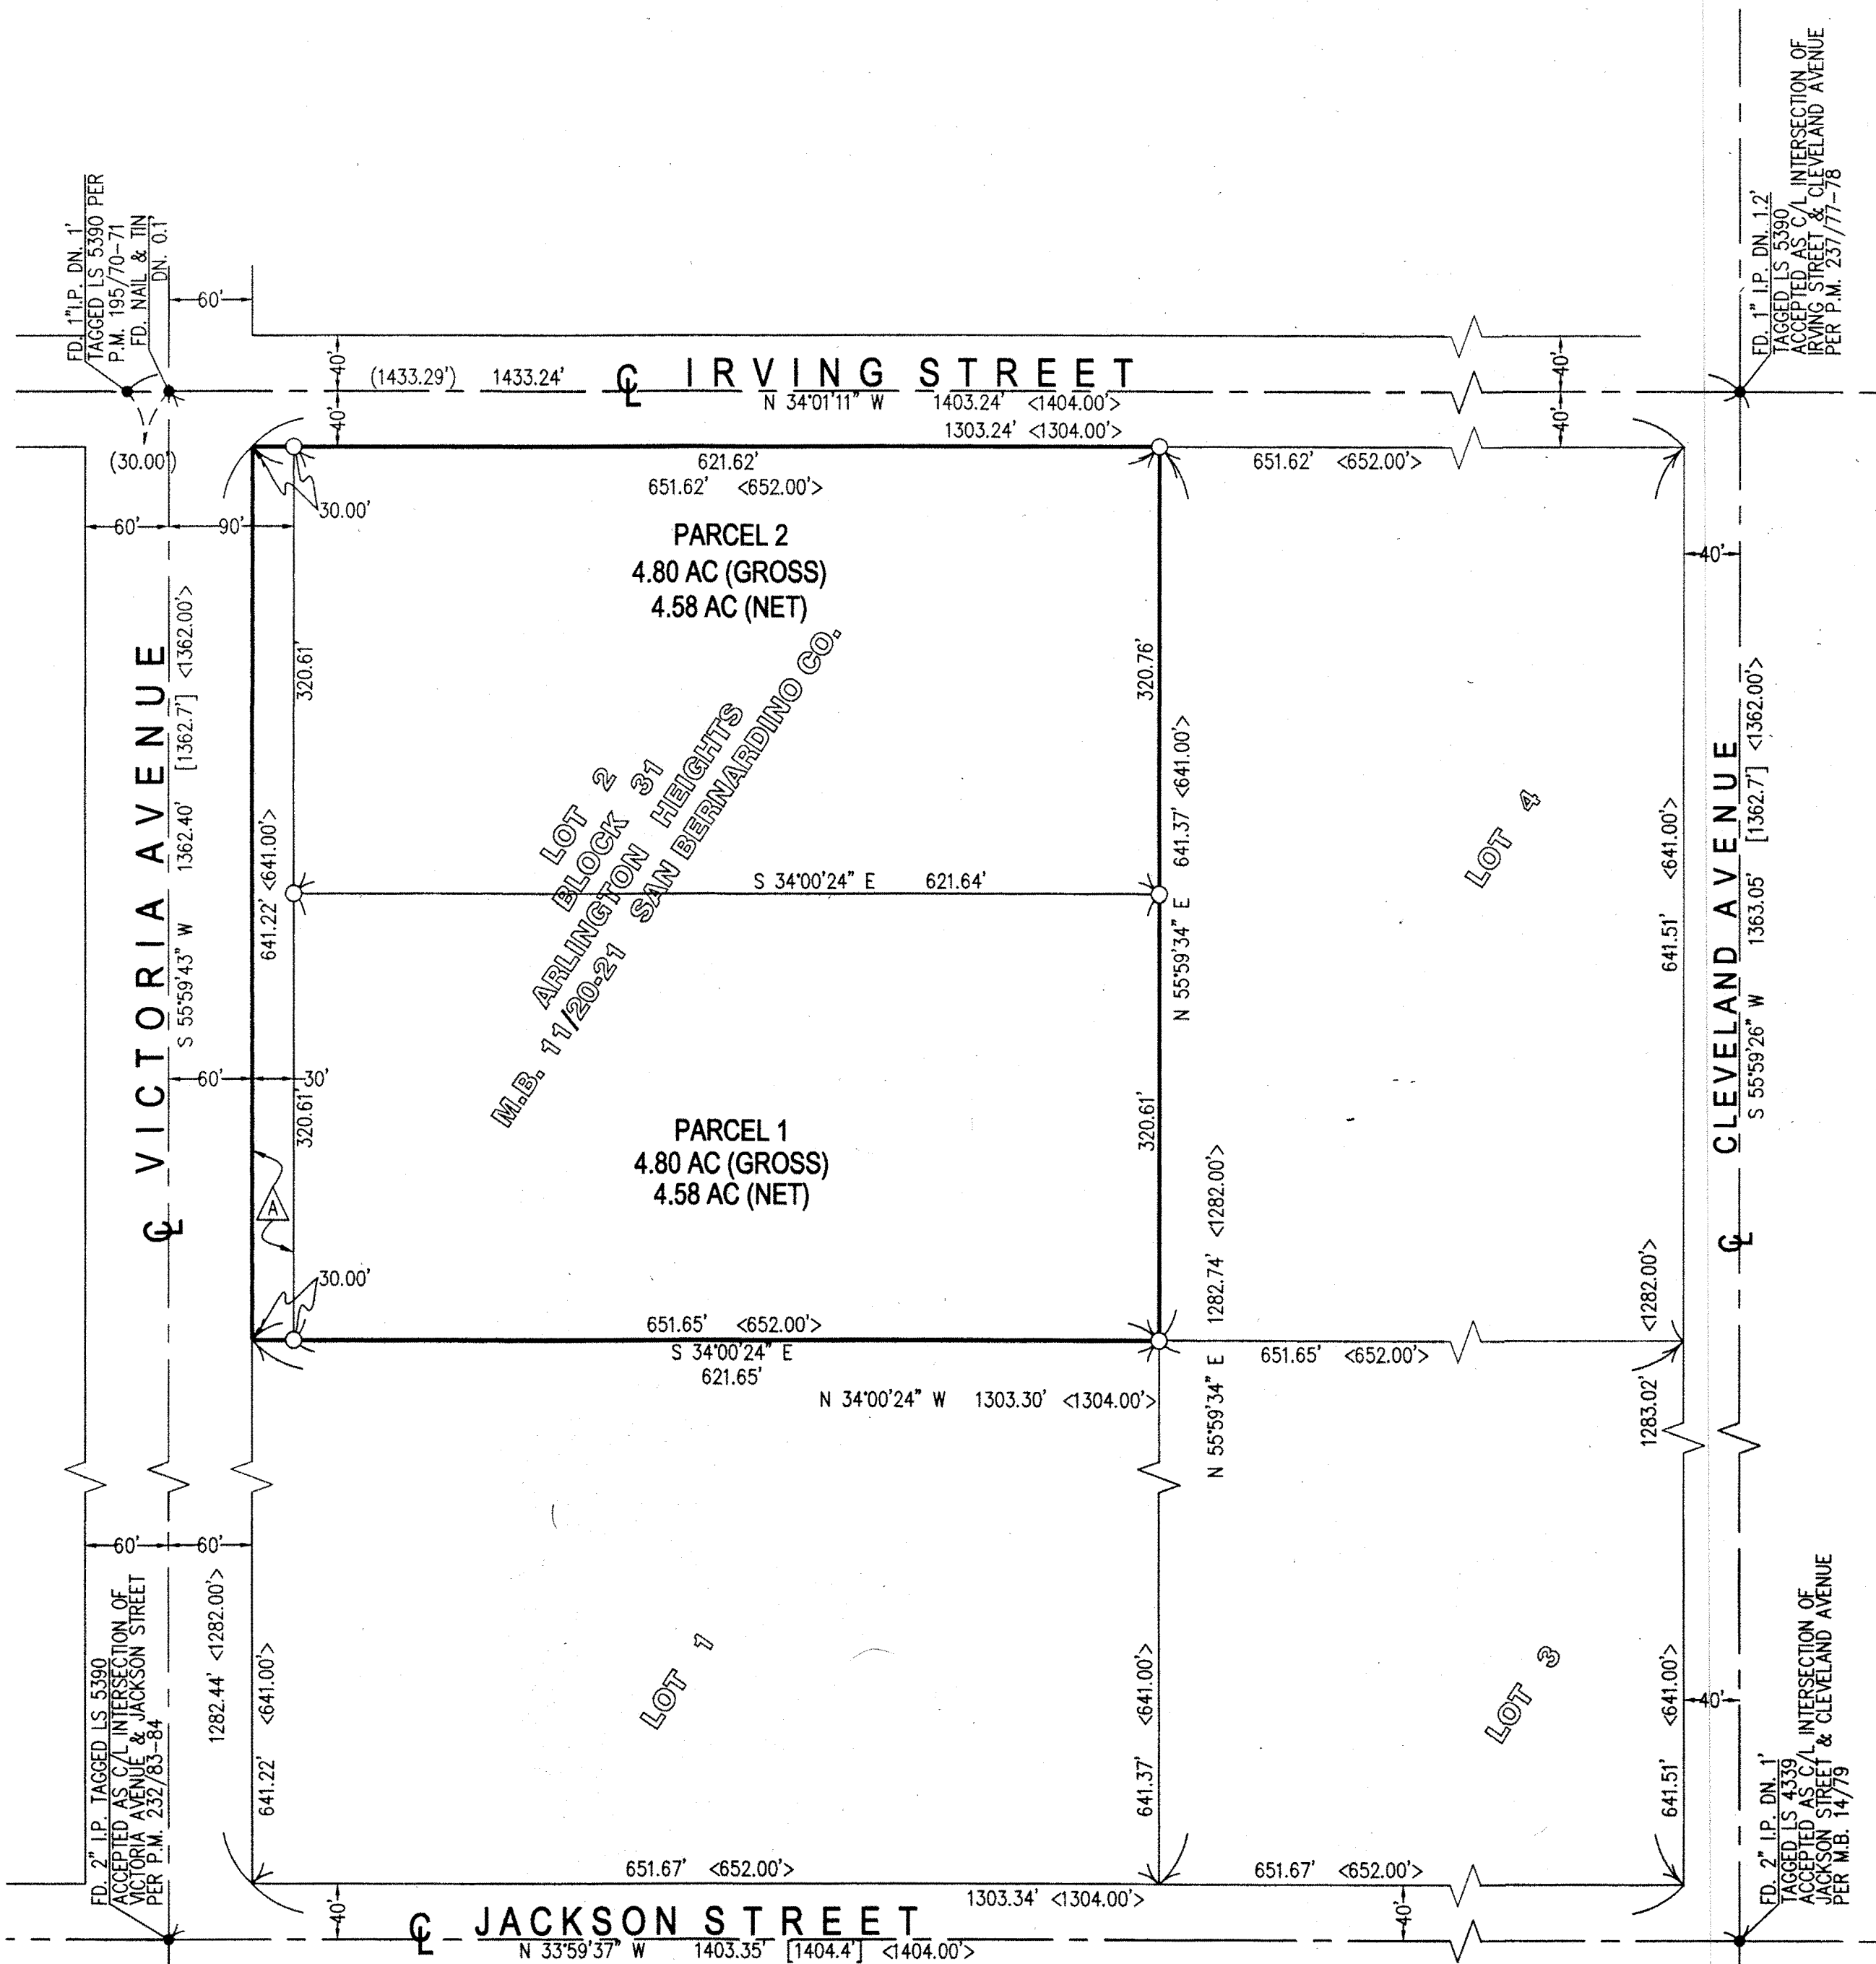 FD. 1"I.P. DN. 1'
TAGGED LS 5390 PER
P.M. 195/70-71
FD. NAIL & TIN
DN. 0.1'
FD. 1" I.P. DN. 1.2'
TAGGED LS 5390
ACCEPTED AS C/L INTERSECTION OF
IRVING STREET & CLEVELAND AVENUE
PER P.M. 237/77-78
60'
40'
(1433.29') 1433.24'
CL IRVING STREET
N 34°01'11" W 1403.24' <1404.00'>
40'
40'
40'
1303.24' <1304.00'>
(30.00')
621.62'
651.62' <652.00'>
651.62' <652.00'>
30.00'
60'
90'
40'
PARCEL 2
4.80 AC (GROSS)
4.58 AC (NET)
CL VICTORIA AVENUE
S 55°59'43" W 1362.40' [1362.7'] <1362.00'>
641.22' <641.00'>
320.61'
320.76'
641.37' <641.00'>
N 55°59'34" E
LOT 2
BLOCK 31
ARLINGTON HEIGHTS
M.B. 11/20-21 SAN BERNARDINO CO.
S 34°00'24" E 621.64'
LOT 4
641.51' <641.00'>
CL CLEVELAND AVENUE
S 55°59'26" W 1363.05' [1362.7'] <1362.00'>
60'
30'
320.61'
320.61'
PARCEL 1
4.80 AC (GROSS)
4.58 AC (NET)
A
30.00'
651.65' <652.00'>
S 34°00'24" E
621.65'
651.65' <652.00'>
N 34°00'24" W 1303.30' <1304.00'>
N 55°59'34" E 1282.74' <1282.00'>
1283.02' <1282.00'>
60'
60'
1282.44' <1282.00'>
641.22' <641.00'>
LOT 1
641.37' <641.00'>
LOT 3
641.51' <641.00'>
40'
FD. 2" I.P. TAGGED LS 5390
ACCEPTED AS C/L INTERSECTION OF
VICTORIA AVENUE & JACKSON STREET
PER P.M. 232/83-84
FD. 2" I.P. DN. 1'
TAGGED LS 4339
ACCEPTED AS C/L INTERSECTION OF
JACKSON STREET & CLEVELAND AVENUE
PER M.B. 14/79
651.67' <652.00'>
651.67' <652.00'>
1303.34' <1304.00'>
40'
40'
CL JACKSON STREET
N 33°59'37" W 1403.35' [1404.4'] <1404.00'>